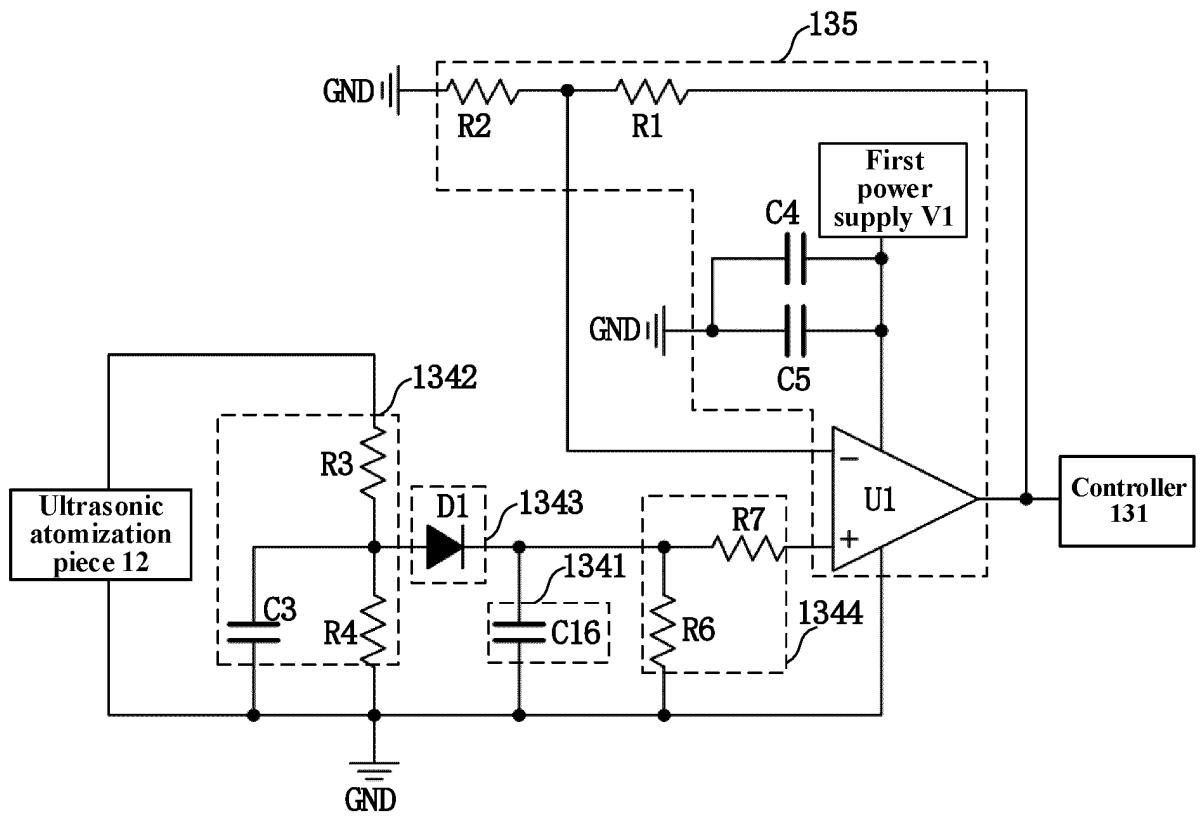 135
GND
R2
R1
First
power
supply V1
C4
GND
C5
1342
R3
Ultrasonic
atomization
piece 12
D1
1343
U1
−
+
Controller
131
R7
1341
C3
R4
C16
R6
1344
GND